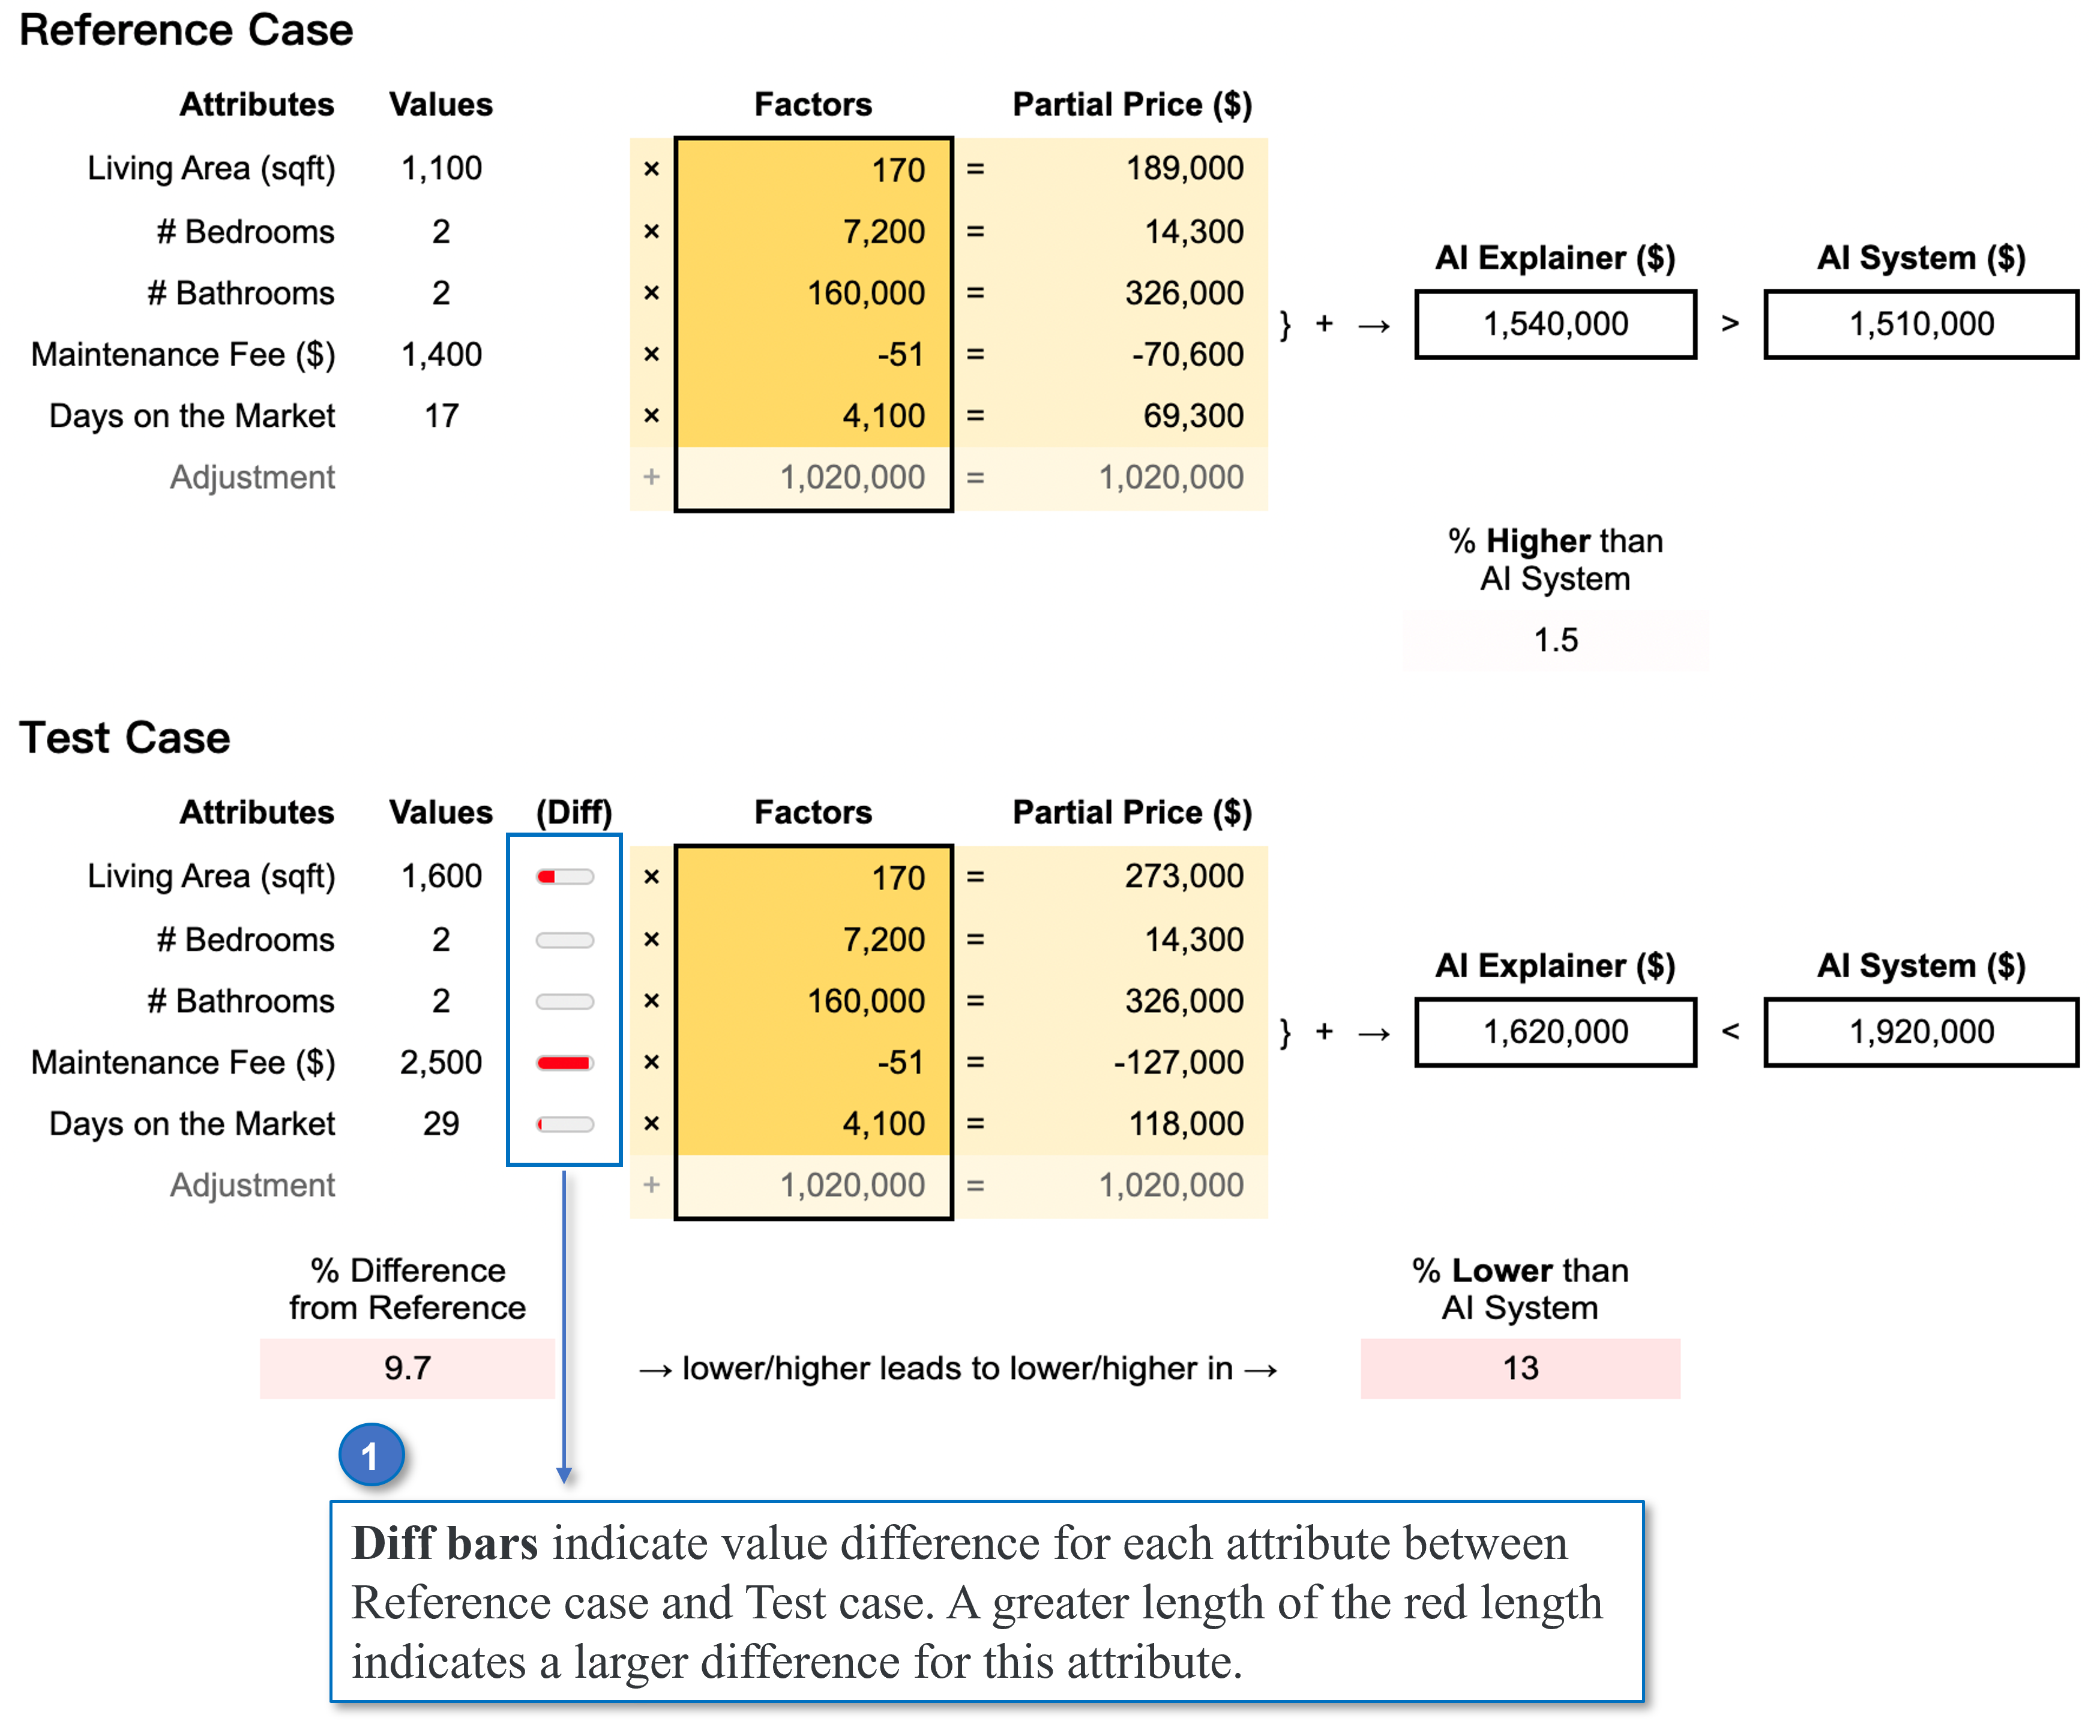 Reference Case
Attributes Values Factors Partial Price ($)
Living Area (sqft) 1,100 × 170 = 189,000
# Bedrooms 2 × 7,200 = 14,300
AI Explainer ($) AI System ($)
# Bathrooms 2 × 160,000 = 326,000
} + → 1,540,000 > 1,510,000
Maintenance Fee ($) 1,400 × -51 = -70,600
Days on the Market 17 × 4,100 = 69,300
Adjustment + 1,020,000 = 1,020,000
% Higher than
AI System
1.5
Test Case
Attributes Values (Diff) Factors Partial Price ($)
Living Area (sqft) 1,600 × 170 = 273,000
# Bedrooms 2 × 7,200 = 14,300
AI Explainer ($) AI System ($)
# Bathrooms 2 × 160,000 = 326,000
} + → 1,620,000 < 1,920,000
Maintenance Fee ($) 2,500 × -51 = -127,000
Days on the Market 29 × 4,100 = 118,000
Adjustment + 1,020,000 = 1,020,000
% Difference % Lower than
from Reference AI System
9.7 → lower/higher leads to lower/higher in → 13
1
Diff bars indicate value difference for each attribute between
Reference case and Test case. A greater length of the red length
indicates a larger difference for this attribute.